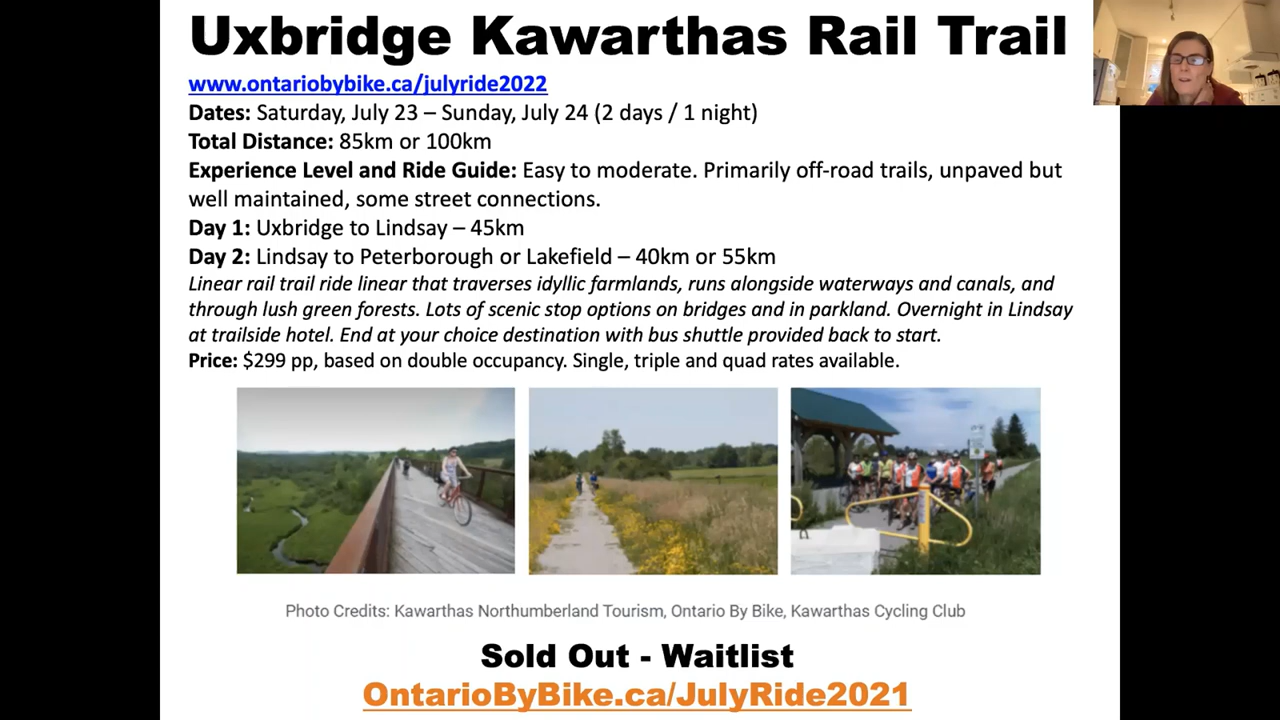 Uxbridge Kawarthas Rail Trail
www.ontariobybike.ca/julyride2022
Dates: Saturday, July 23 – Sunday, July 24 (2 days / 1 night)
Total Distance: 85km or 100km
Experience Level and Ride Guide: Easy to moderate. Primarily off-road trails, unpaved but
well maintained, some street connections.
Day 1: Uxbridge to Lindsay – 45km
Day 2: Lindsay to Peterborough or Lakefield – 40km or 55km
Linear rail trail ride linear that traverses idyllic farmlands, runs alongside waterways and canals, and
through lush green forests. Lots of scenic stop options on bridges and in parkland. Overnight in Lindsay
at trailside hotel. End at your choice destination with bus shuttle provided back to start.
Price: $299 pp, based on double occupancy. Single, triple and quad rates available.
Photo Credits: Kawarthas Northumberland Tourism, Ontario By Bike, Kawarthas Cycling Club
Sold Out - Waitlist
OntarioByBike.ca/JulyRide2021